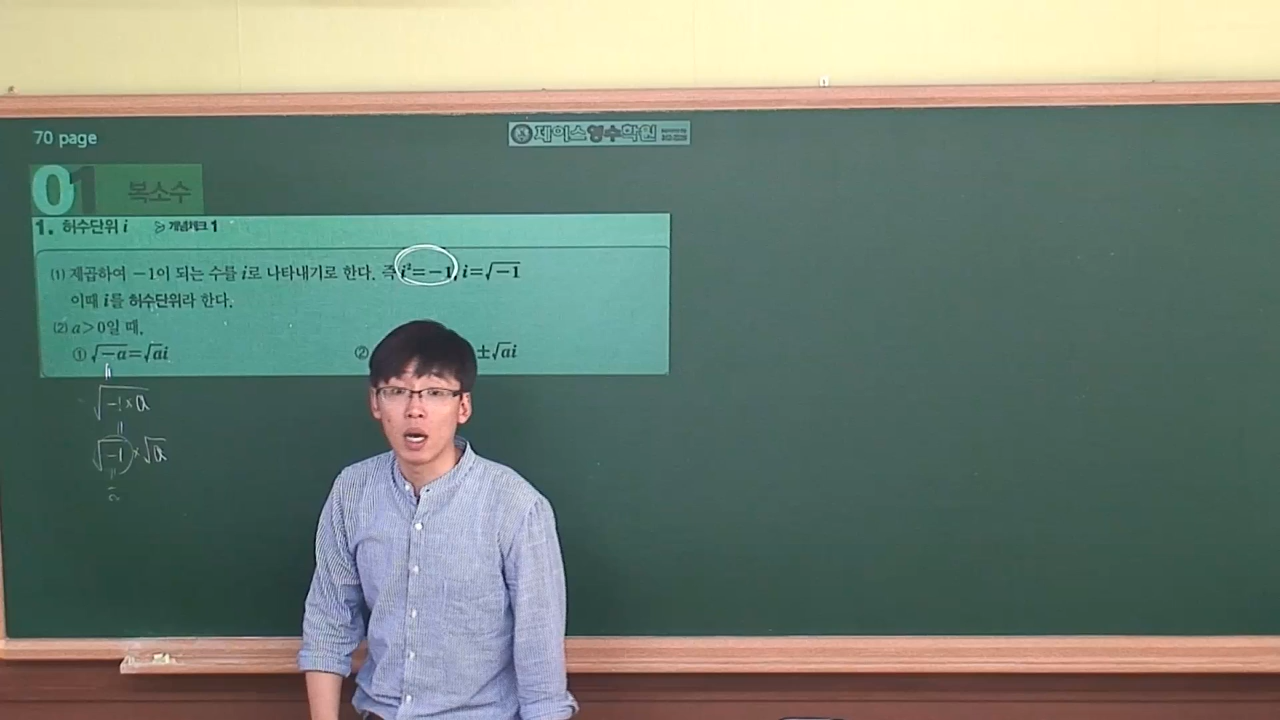 70 page
제이스영수학원
01 복소수
1. 허수단위 i ≫ 개념체크 1
(1) 제곱하여 -1이 되는 수를 i로 나타내기로 한다. 즉 i²=-1, i=√-1
이때 i를 허수단위라 한다.
(2) a>0일 때,
① √-a=√ai ② ±√ai
=
√-1×a
=
√-1×√a
=
i